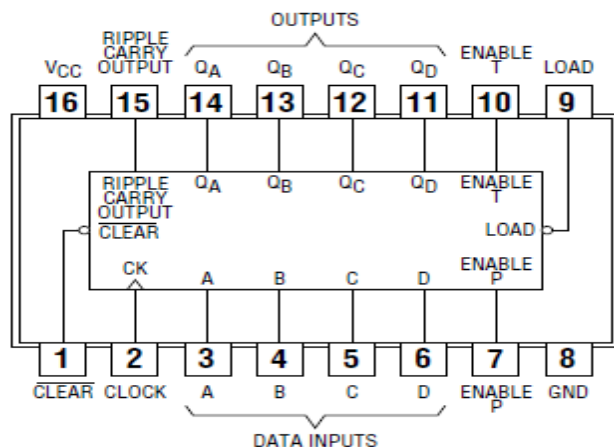 OUTPUTS
RIPPLE CARRY OUTPUT
ENABLE T
VCC QA QB QC QD LOAD
16 15 14 13 12 11 10 9
RIPPLE CARRY OUTPUT
QA QB QC QD
ENABLE T
CLEAR
LOAD
CK A B C D
ENABLE P
1 2 3 4 5 6 7 8
CLEAR CLOCK A B C D ENABLE P GND
DATA INPUTS